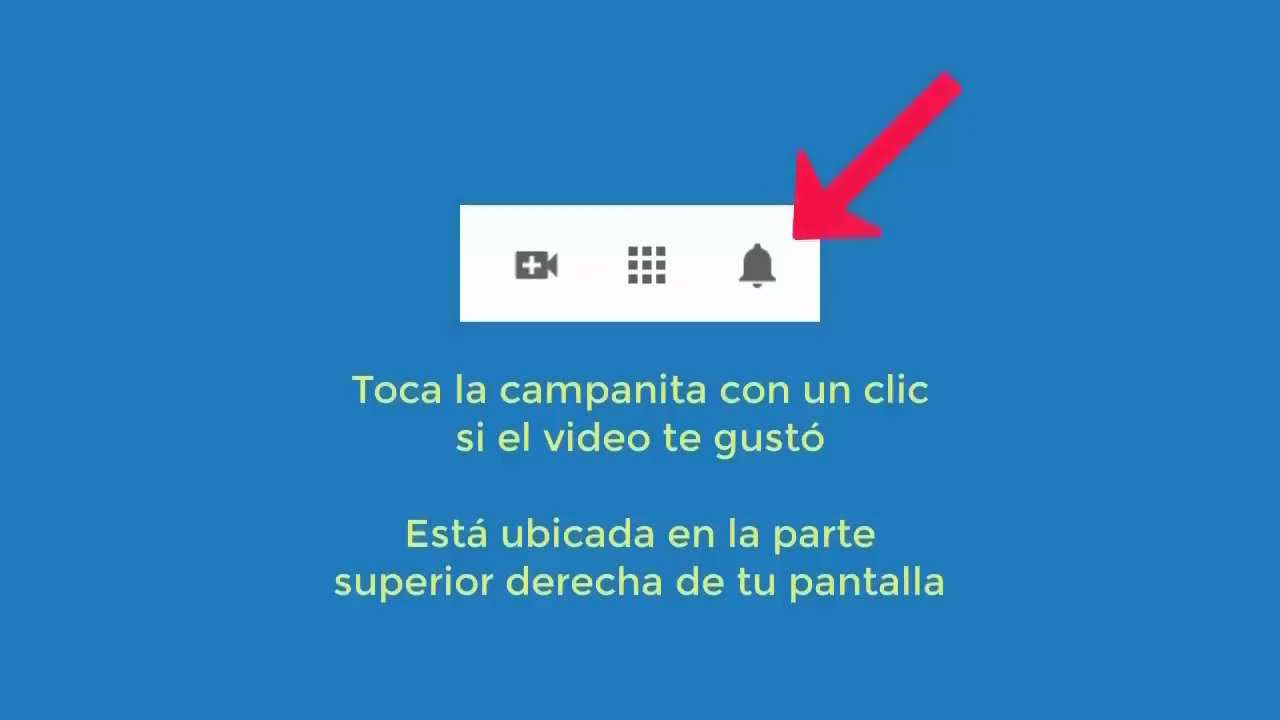 Toca la campanita con un clic
si el video te gustó
Está ubicada en la parte
superior derecha de tu pantalla